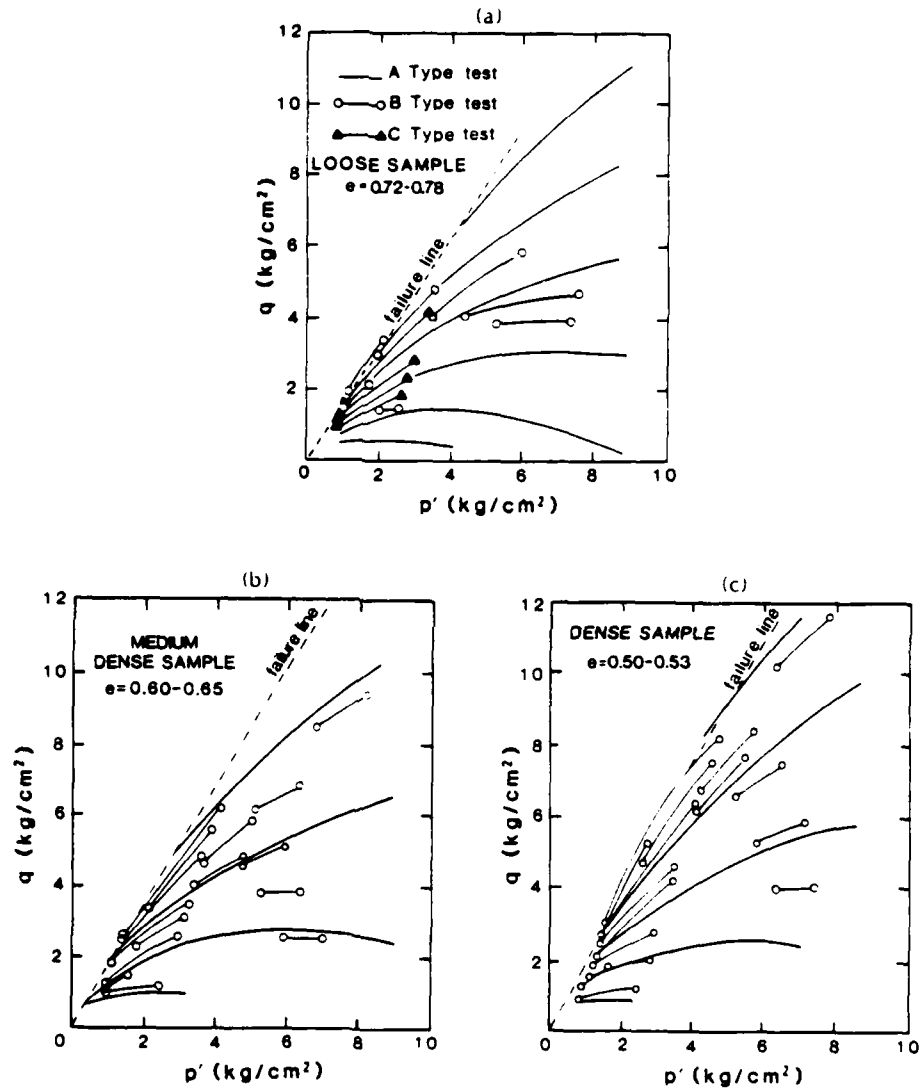 (a)
12
10
8
6
4
2
0
2
4
6
8
10
q (kg/cm²)
p' (kg/cm²)
A Type test
B Type test
C Type test
LOOSE SAMPLE
e=0.72-0.78
failure line
(b)
12
10
8
6
4
2
0
2
4
6
8
10
q (kg/cm²)
p' (kg/cm²)
MEDIUM
DENSE SAMPLE
e=0.60-0.65
failure line
(c)
12
10
8
6
4
2
0
2
4
6
8
10
q (kg/cm²)
p' (kg/cm²)
DENSE SAMPLE
e=0.50-0.53
failure line